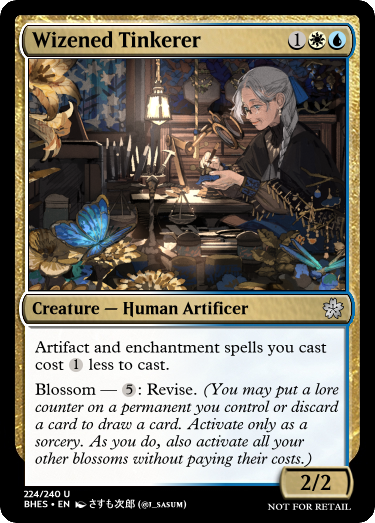 Wizened Tinkerer 1
Creature — Human Artificer
Artifact and enchantment spells you cast
cost 1 less to cast.
Blossom — 5: Revise. (You may put a lore
counter on a permanent you control or discard
a card to draw a card. Activate only as a
sorcery. As you do, also activate all your
other blossoms without paying their costs.)
2/2
224/240 U
BHES • EN さすも次郎 (@J_SASUM)
NOT FOR RETAIL